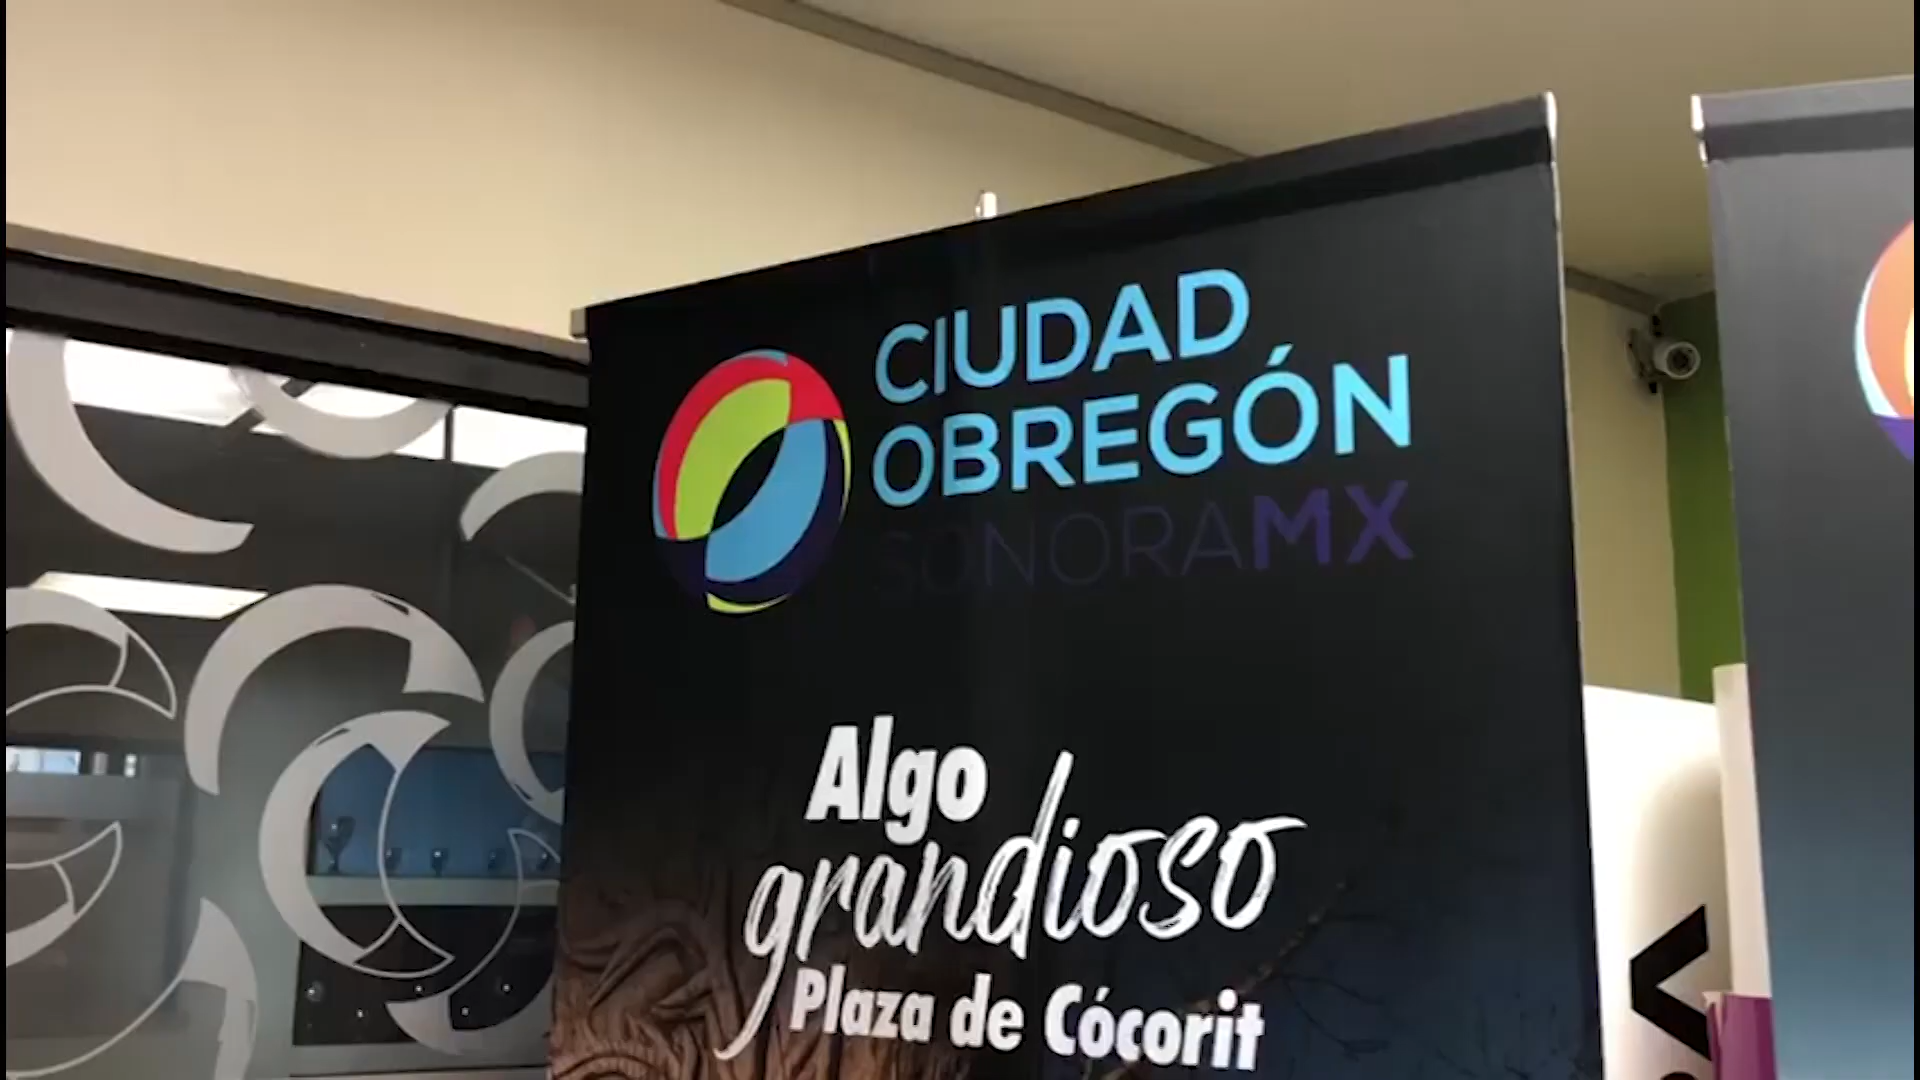 CIUDAD
OBREGÓN
SONORAMX
Algo
grandioso
Plaza de Cócorit